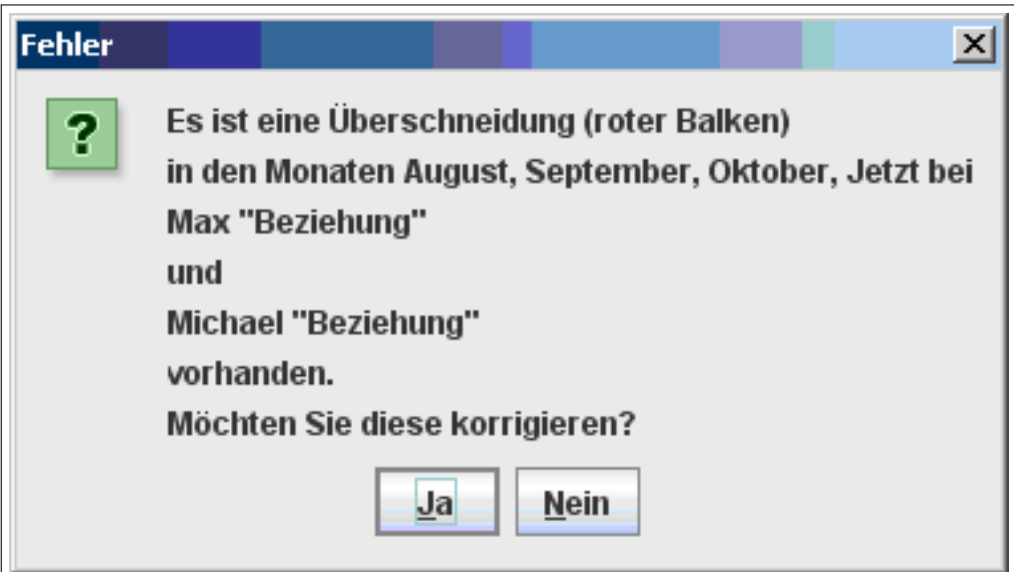 Fehler
Es ist eine Überschneidung (roter Balken)
in den Monaten August, September, Oktober, Jetzt bei
Max "Beziehung"
und
Michael "Beziehung"
vorhanden.
Möchten Sie diese korrigieren?
Ja
Nein